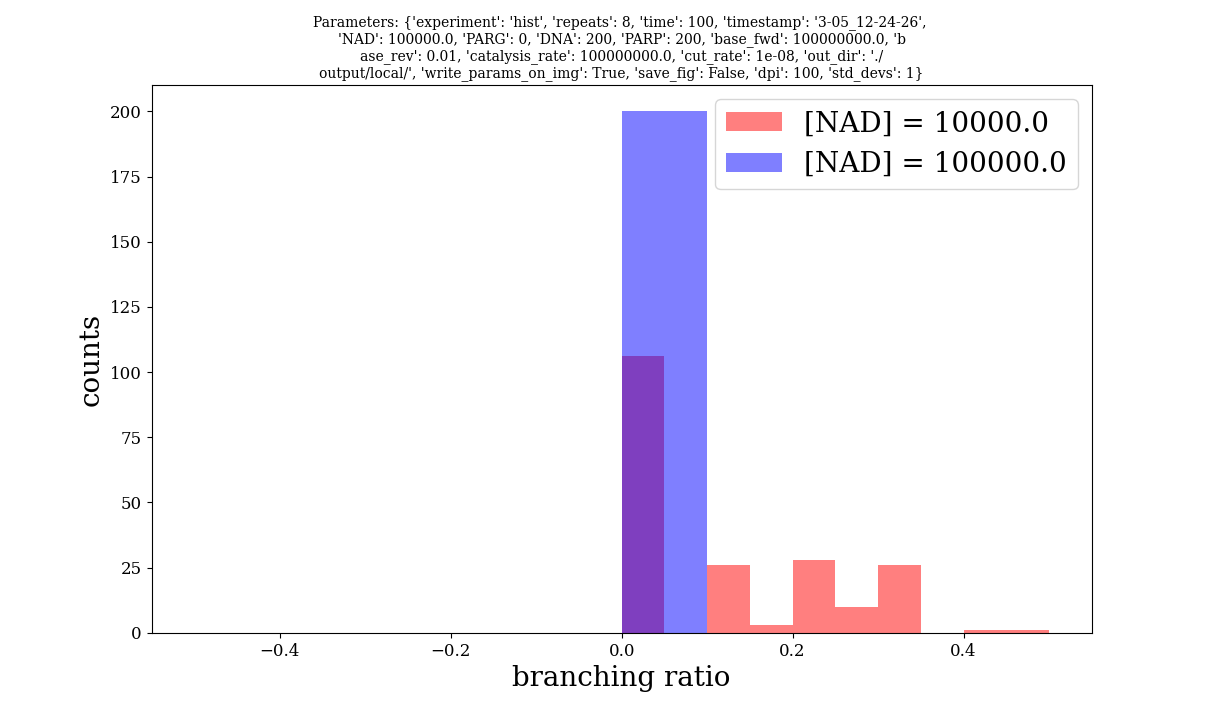 Parameters: {'experiment': 'hist', 'repeats': 8, 'time': 100, 'timestamp': '3-05_12-24-26',
'NAD': 100000.0, 'PARG': 0, 'DNA': 200, 'PARP': 200, 'base_fwd': 100000000.0, 'b
ase_rev': 0.01, 'catalysis_rate': 100000000.0, 'cut_rate': 1e-08, 'out_dir': './
output/local/', 'write_params_on_img': True, 'save_fig': False, 'dpi': 100, 'std_devs': 1}
[NAD] = 10000.0
[NAD] = 100000.0
counts
200
175
150
125
100
75
50
25
0
−0.4 −0.2 0.0 0.2 0.4
branching ratio